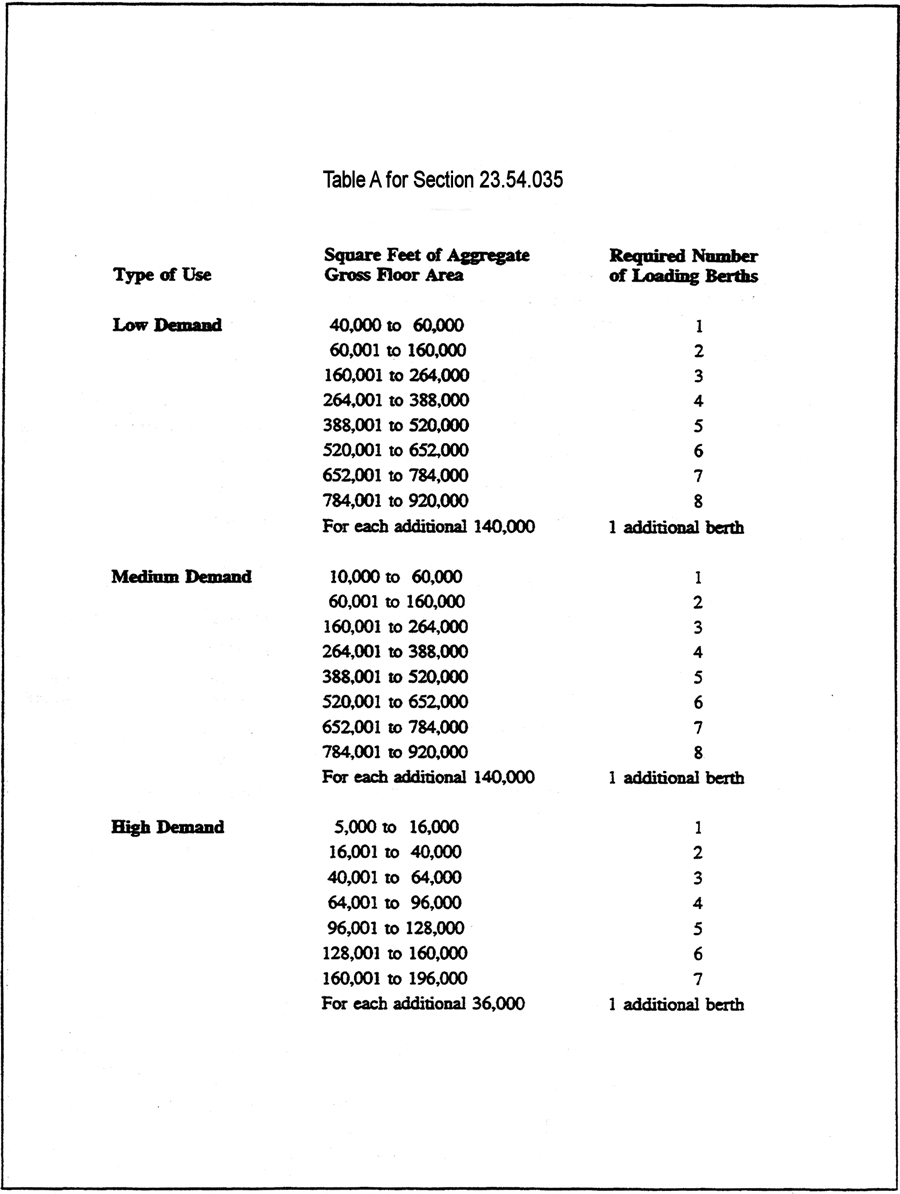 Table A for Section 23.54.035
Type of Use Square Feet of Aggregate Gross Floor Area Required Number of Loading Berths
Low Demand 40,000 to 60,000 1
60,001 to 160,000 2
160,001 to 264,000 3
264,001 to 388,000 4
388,001 to 520,000 5
520,001 to 652,000 6
652,001 to 784,000 7
784,001 to 920,000 8
For each additional 140,000 1 additional berth
Medium Demand 10,000 to 60,000 1
60,001 to 160,000 2
160,001 to 264,000 3
264,001 to 388,000 4
388,001 to 520,000 5
520,001 to 652,000 6
652,001 to 784,000 7
784,001 to 920,000 8
For each additional 140,000 1 additional berth
High Demand 5,000 to 16,000 1
16,001 to 40,000 2
40,001 to 64,000 3
64,001 to 96,000 4
96,001 to 128,000 5
128,001 to 160,000 6
160,001 to 196,000 7
For each additional 36,000 1 additional berth